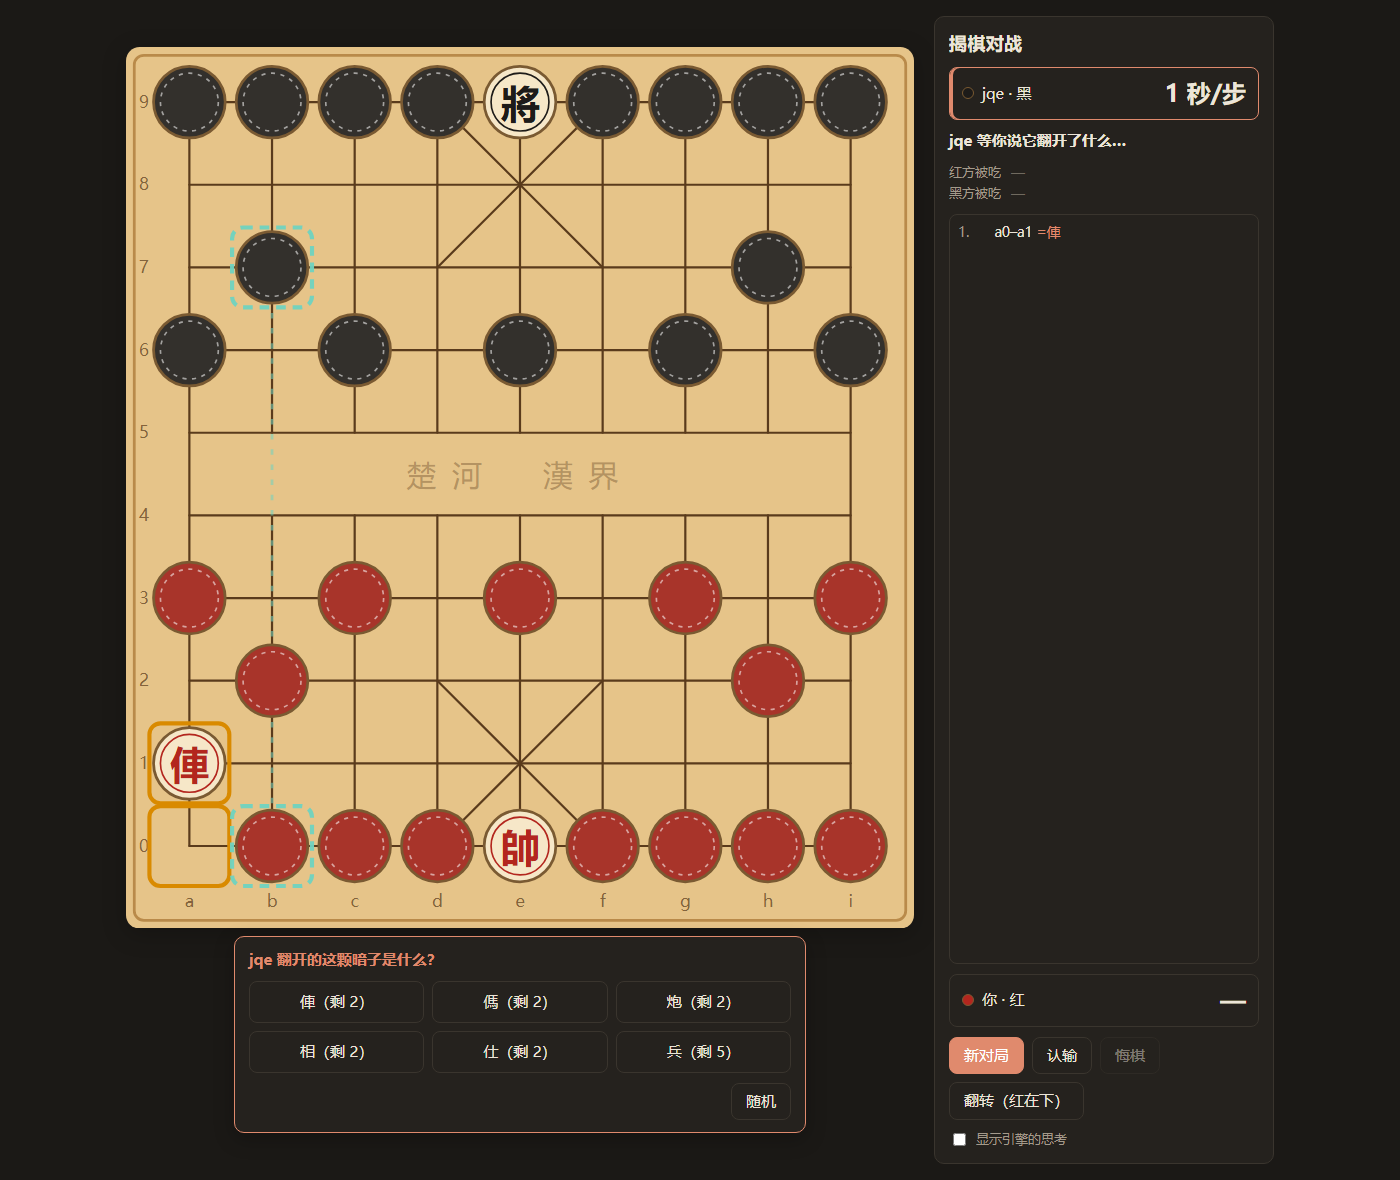 9
將
8
7
6
5
楚河 漢界
4
3
2
1
俥
0
帥
a b c d e f g h i
jqe 翻开的这颗暗子是什么?
俥 (剩 2) 傌 (剩 2) 炮 (剩 2)
相 (剩 2) 仕 (剩 2) 兵 (剩 5)
随机
揭棋对战
jqe · 黑 1 秒/步
jqe 等你说它翻开了什么…
红方被吃 —
黑方被吃 —
1. a0–a1 =俥
你 · 红 —
新对局 认输 悔棋
翻转（红在下）
显示引擎的思考